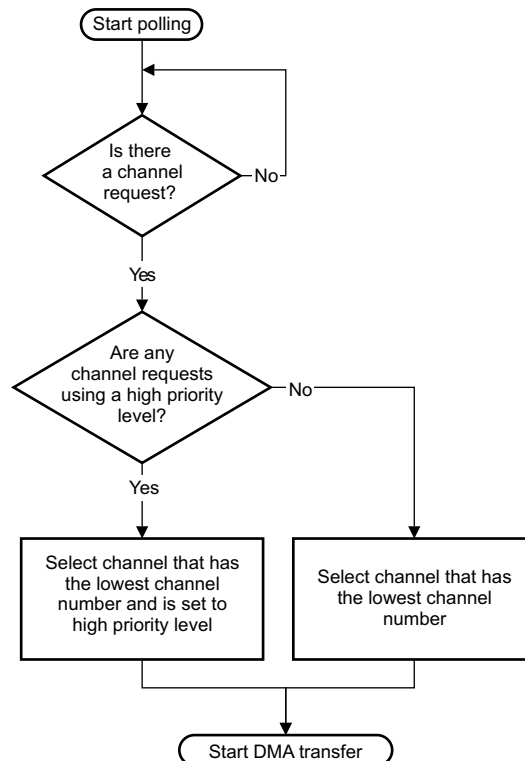 Start polling
Is there
a channel
request?
No
Yes
Are any
channel requests
using a high priority
level?
No
Yes
Select channel that has
the lowest channel
number and is set to
high priority level
Select channel that has
the lowest channel
number
Start DMA transfer